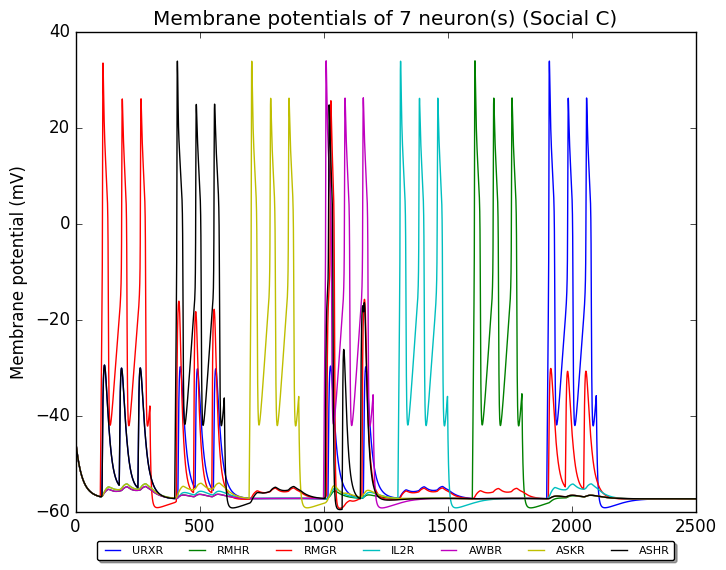 Membrane potentials of 7 neuron(s) (Social C)
40
20
0
−20
−40
−60
Membrane potential (mV)
0 500 1000 1500 2000 2500
URXR RMHR RMGR IL2R AWBR ASKR ASHR